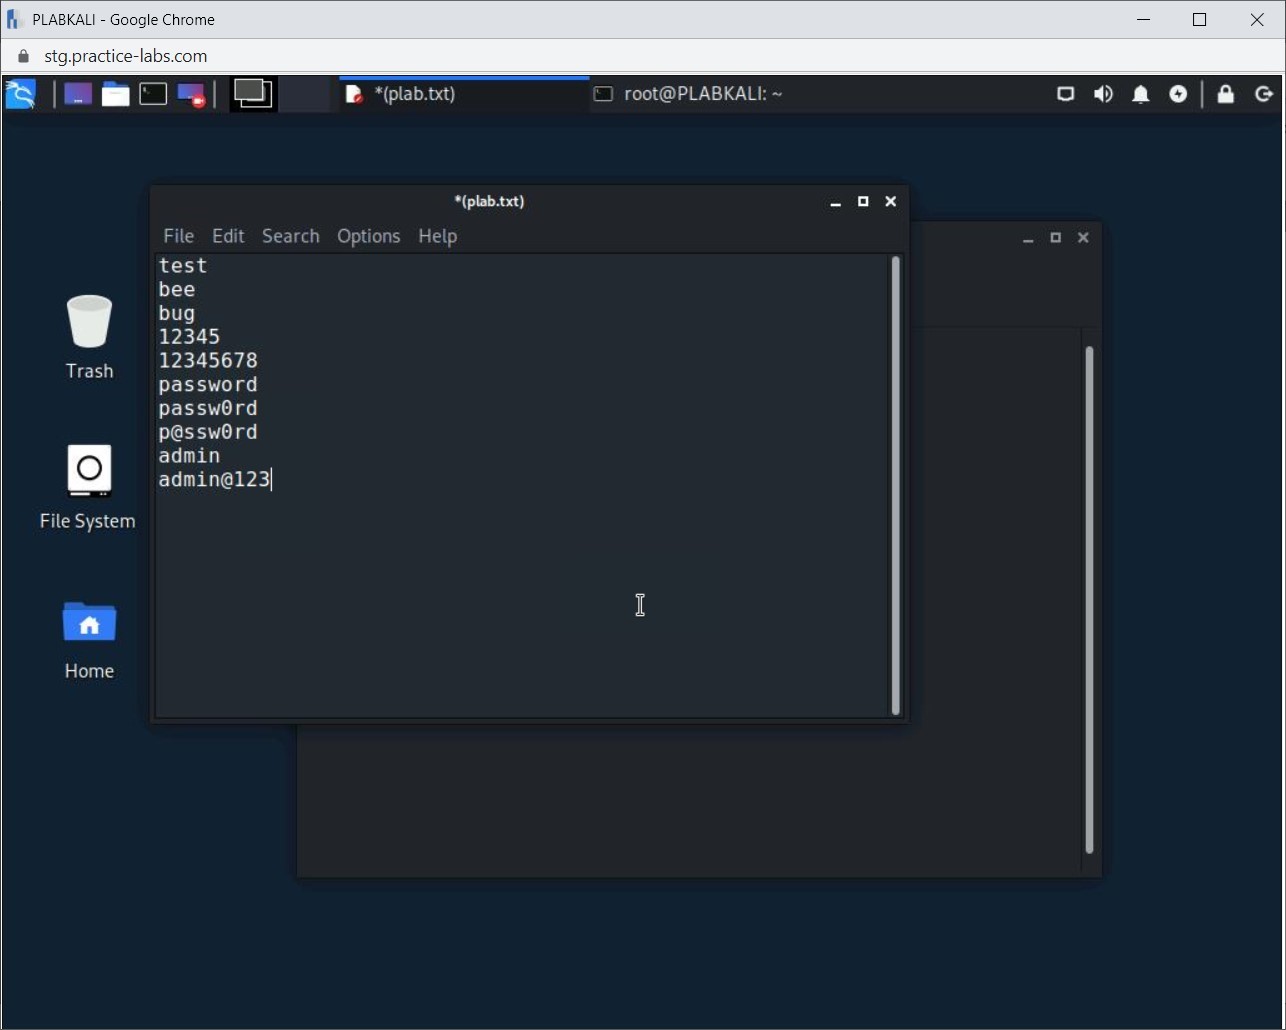 PLABKALI - Google Chrome
stg.practice-labs.com
*(plab.txt)
root@PLABKALI: ~
*(plab.txt)
File Edit Search Options Help
test
bee
bug
12345
12345678
password
passw0rd
p@ssw0rd
admin
admin@123
Trash
File System
Home